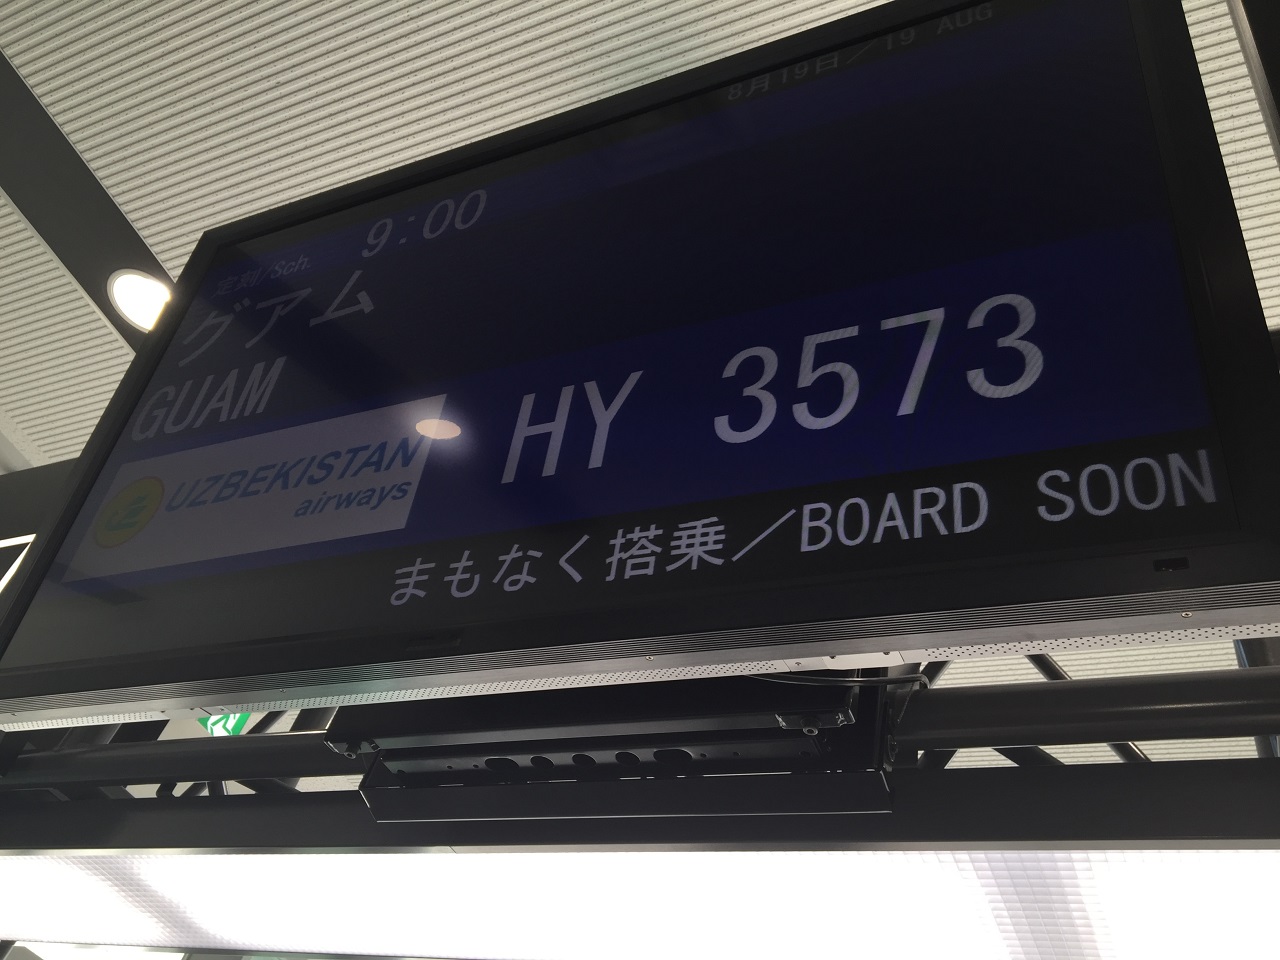 8月19日／19 AUG
定刻/Sch. 9:00
グアム
GUAM
UZBEKISTAN
airways
HY 3573
まもなく搭乗／BOARD SOON